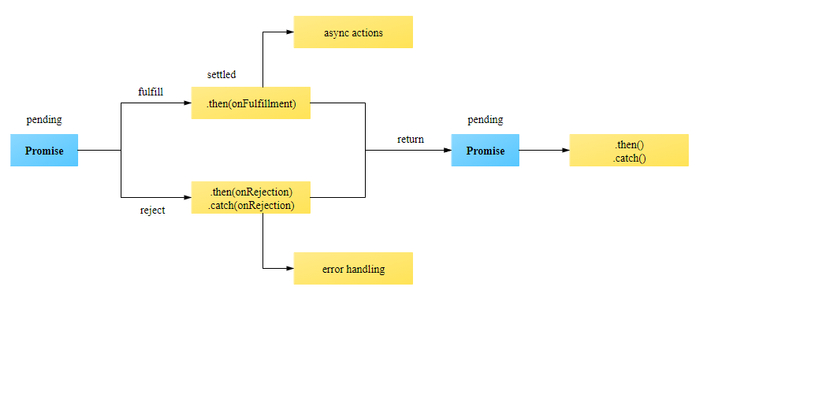 async actions
settled
fulfill
.then(onFulfillment)
pending
Promise
reject
.then(onRejection)
.catch(onRejection)
error handling
return
pending
Promise
.then()
.catch()